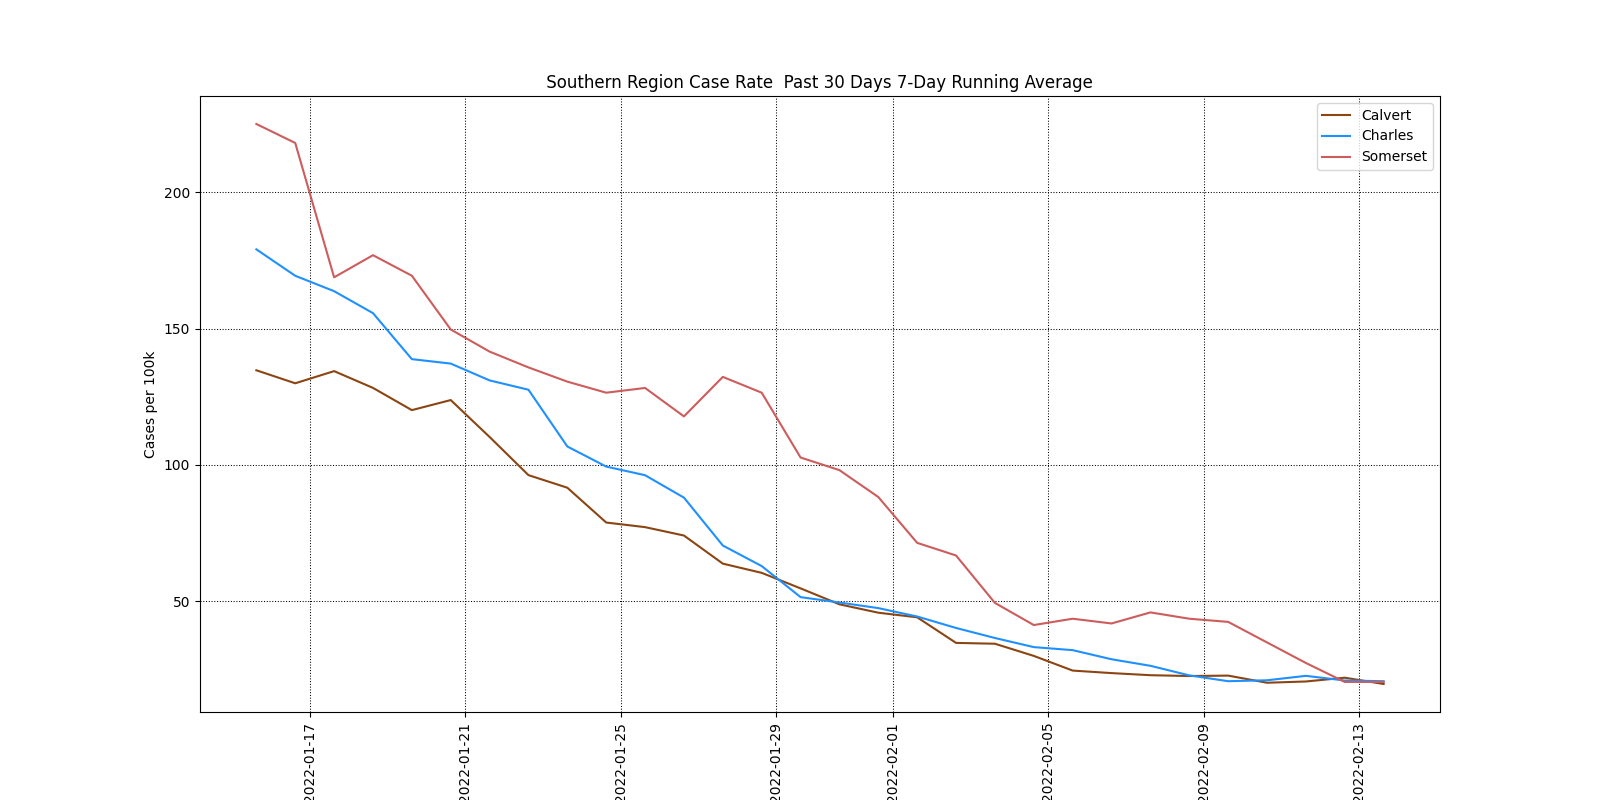 Southern Region Case Rate  Past 30 Days 7-Day Running Average
Calvert
Charles
Somerset
Cases per 100k
200
150
100
50
2022-01-17
2022-01-21
2022-01-25
2022-01-29
2022-02-01
2022-02-05
2022-02-09
2022-02-13